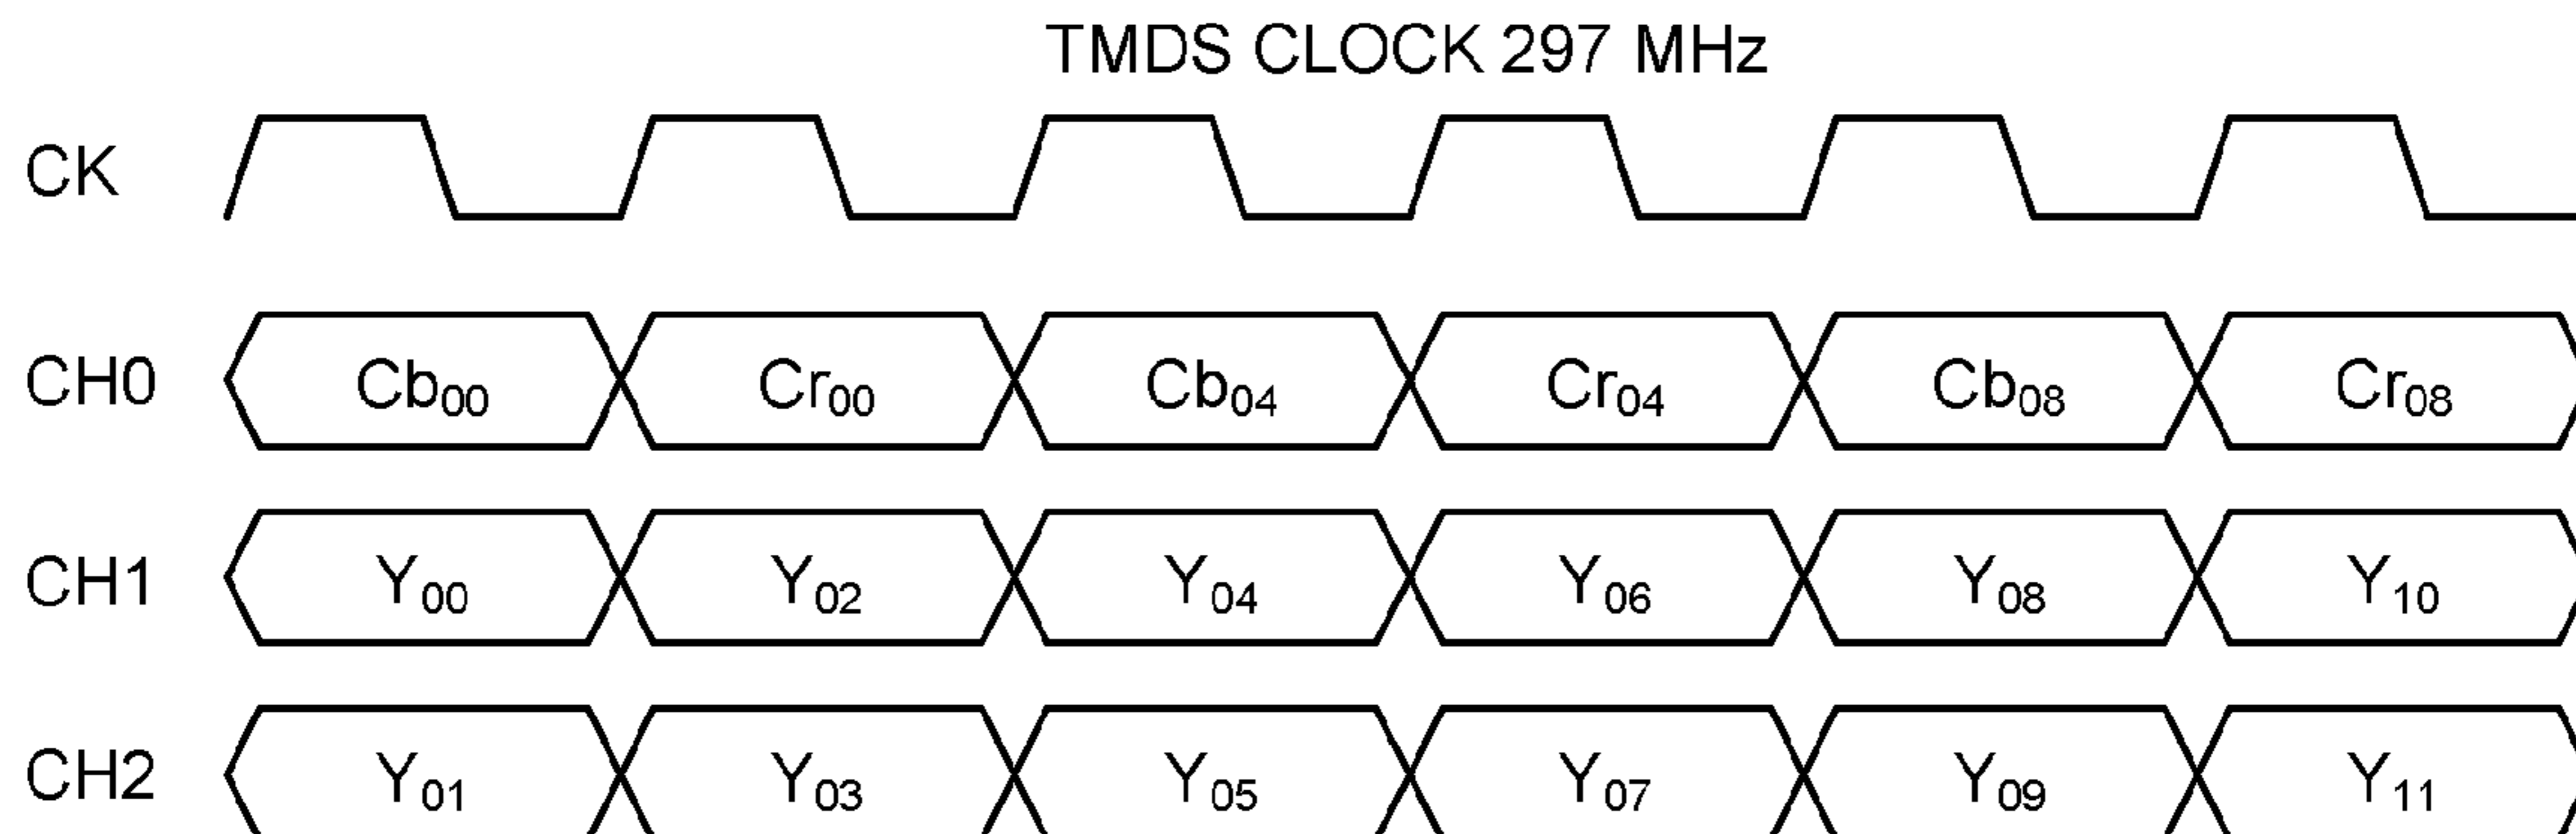 TMDS CLOCK 297 MHz
CK
CH0 Cb00 Cr00 Cb04 Cr04 Cb08 Cr08
CH1 Y00 Y02 Y04 Y06 Y08 Y10
CH2 Y01 Y03 Y05 Y07 Y09 Y11